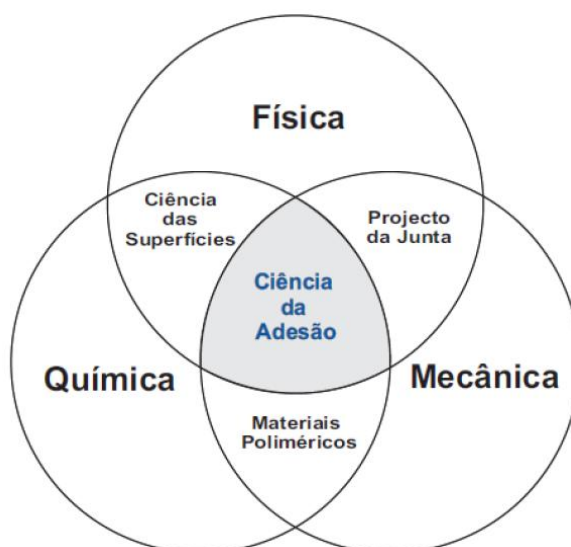 Física
Ciência
das
Superfícies
Projecto
da Junta
Ciência
da
Adesão
Química
Mecânica
Materiais
Poliméricos